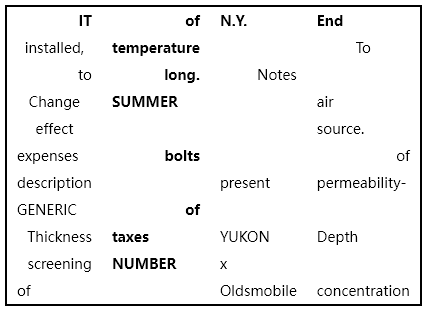 IT of N.Y. End
installed, temperature To
to long. Notes
Change SUMMER air
effect source.
expenses bolts of
description present permeability-
GENERIC of
Thickness taxes YUKON Depth
screening NUMBER x
of Oldsmobile concentration